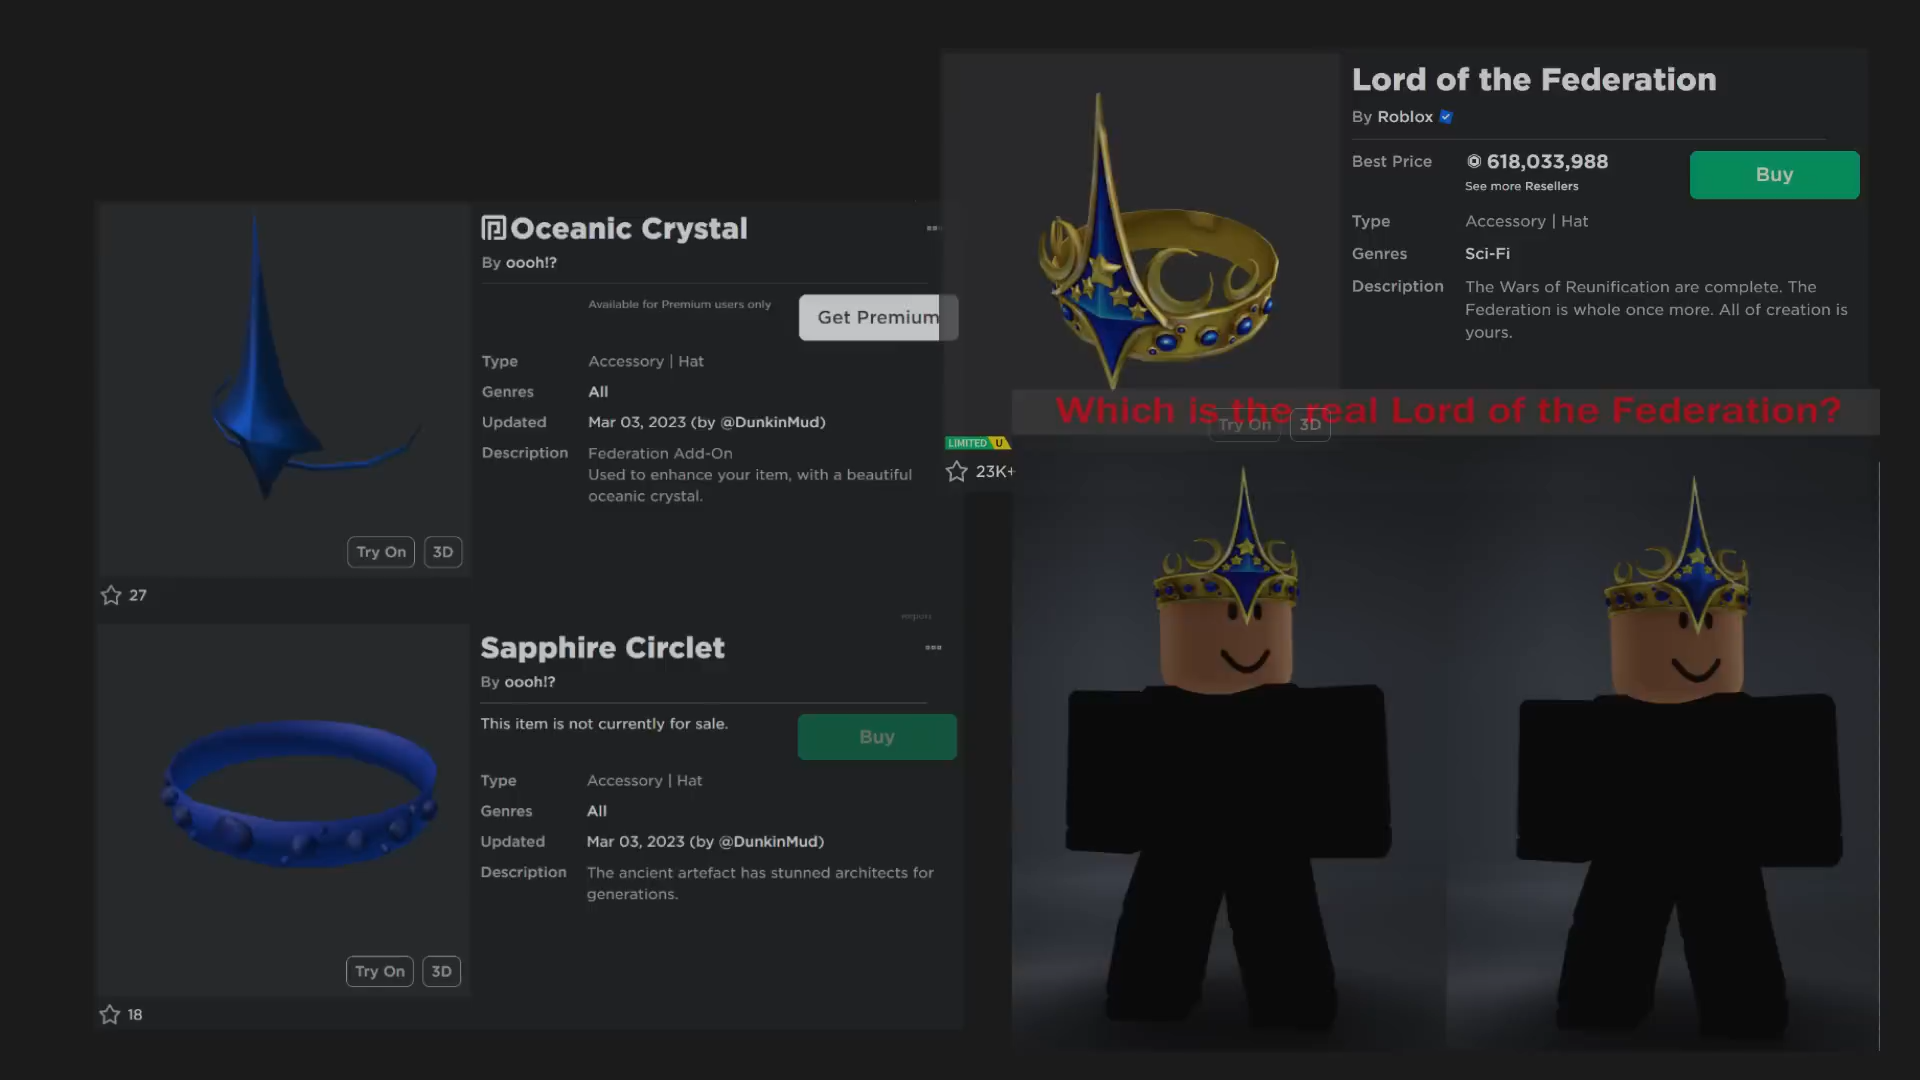 Oceanic Crystal
By oooh!?
Available for Premium users only
Get Premium
Type Accessory | Hat
Genres All
Updated Mar 03, 2023 (by @DunkinMud)
Description Federation Add-On
Used to enhance your item, with a beautiful
oceanic crystal.
Try On 3D
27
Sapphire Circlet
By oooh!?
This item is not currently for sale.
Buy
Type Accessory | Hat
Genres All
Updated Mar 03, 2023 (by @DunkinMud)
Description The ancient artefact has stunned architects for
generations.
Try On 3D
18
Lord of the Federation
By Roblox
Best Price 618,033,988
See more Resellers
Buy
Type Accessory | Hat
Genres Sci-Fi
Description The Wars of Reunification are complete. The
Federation is whole once more. All of creation is
yours.
Which is the real Lord of the Federation?
Try On 3D
LIMITED U
23K+